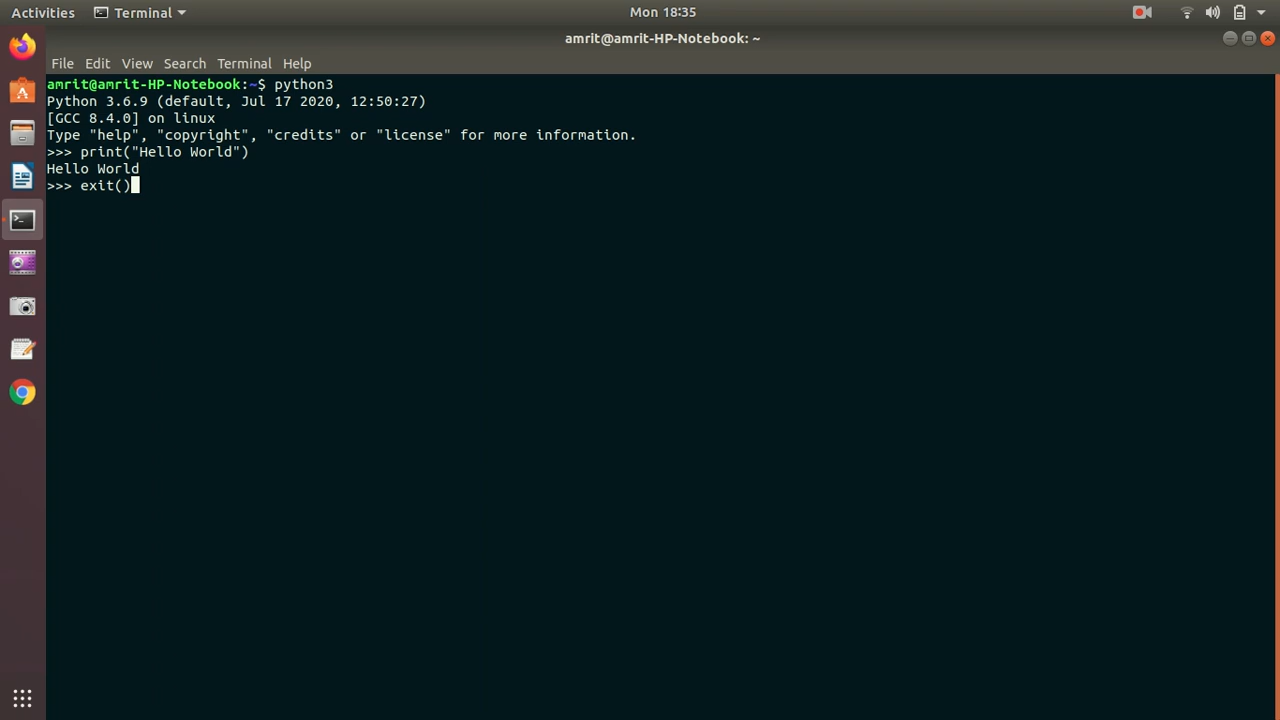 Activities Terminal Mon 18:35
amrit@amrit-HP-Notebook: ~
File Edit View Search Terminal Help
amrit@amrit-HP-Notebook:~$ python3
Python 3.6.9 (default, Jul 17 2020, 12:50:27)
[GCC 8.4.0] on linux
Type "help", "copyright", "credits" or "license" for more information.
>>> print("Hello World")
Hello World
>>> exit()